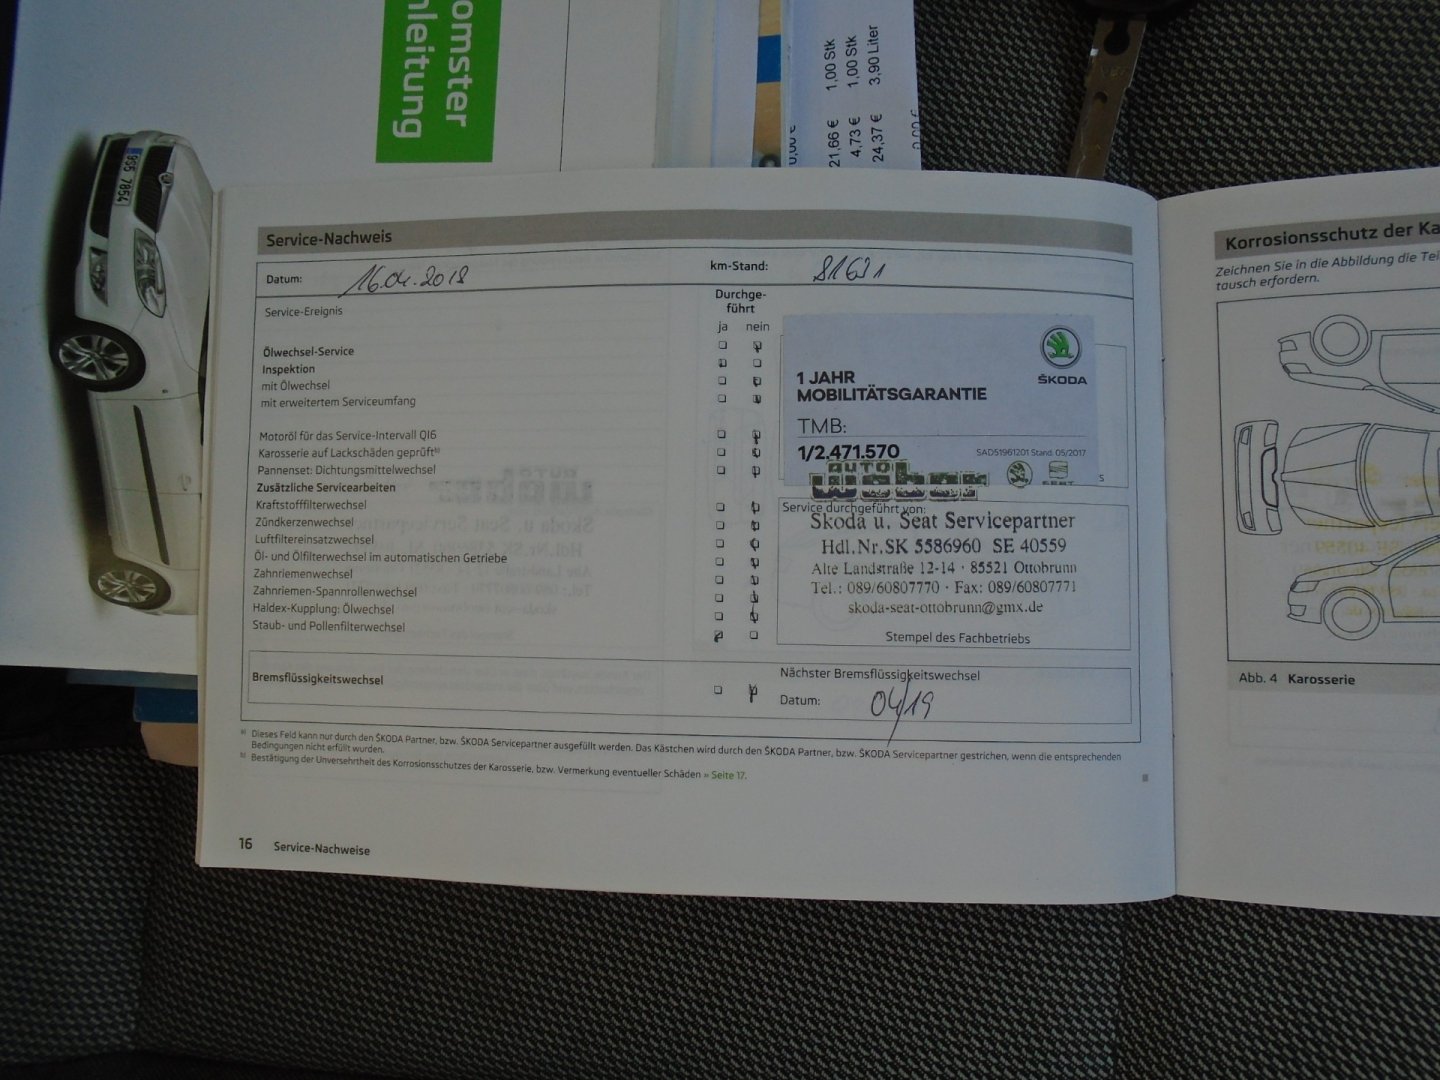 omster
nleitung
9S5 7854
0,00 €
21,66 € 1,00 Stk
4,73 € 1,00 Stk
24,37 € 3,90 Liter
0,00 €
Service-Nachweis
Datum: 16.04.2018 km-Stand: 81631
Service-Ereignis
Durchge-
führt
ja nein
Ölwechsel-Service
Inspektion
mit Ölwechsel
mit erweitertem Serviceumfang
Motoröl für das Service-Intervall QI6
Karosserie auf Lackschäden geprüft b)
Pannenset: Dichtungsmittelwechsel
Zusätzliche Servicearbeiten
Kraftstofffilterwechsel
Zündkerzenwechsel
Luftfiltereinsatzwechsel
Öl- und Ölfilterwechsel im automatischen Getriebe
Zahnriemenwechsel
Zahnriemen-Spannrollenwechsel
Haldex-Kupplung: Ölwechsel
Staub- und Pollenfilterwechsel
ŠKODA
1 JAHR
MOBILITÄTSGARANTIE
TMB:
1/2.471.570 SAD51961201 Stand: 05/2017
AUTO
weber
SEAT
s
Service durchgeführt von:
Skoda u. Seat Servicepartner
Hdl.Nr.SK 5586960 SE 40559
Alte Landstraße 12-14 · 85521 Ottobrunn
Tel.: 089/60807770 · Fax: 089/60807771
skoda-seat-ottobrunn@gmx.de
Stempel des Fachbetriebs
Bremsflüssigkeitswechsel
Nächster Bremsflüssigkeitswechsel
Datum: 04/19
a) Dieses Feld kann nur durch den ŠKODA Partner, bzw. ŠKODA Servicepartner ausgefüllt werden. Das Kästchen wird durch den ŠKODA Partner, bzw. ŠKODA Servicepartner gestrichen, wenn die entsprechenden
Bedingungen nicht erfüllt wurden.
b) Bestätigung der Unversehrtheit des Korrosionsschutzes der Karosserie, bzw. Vermerkung eventueller Schäden » Seite 17.
16 Service-Nachweise
Korrosionsschutz der Ka
Zeichnen Sie in die Abbildung die Teil
tausch erfordern.
Abb. 4 Karosserie